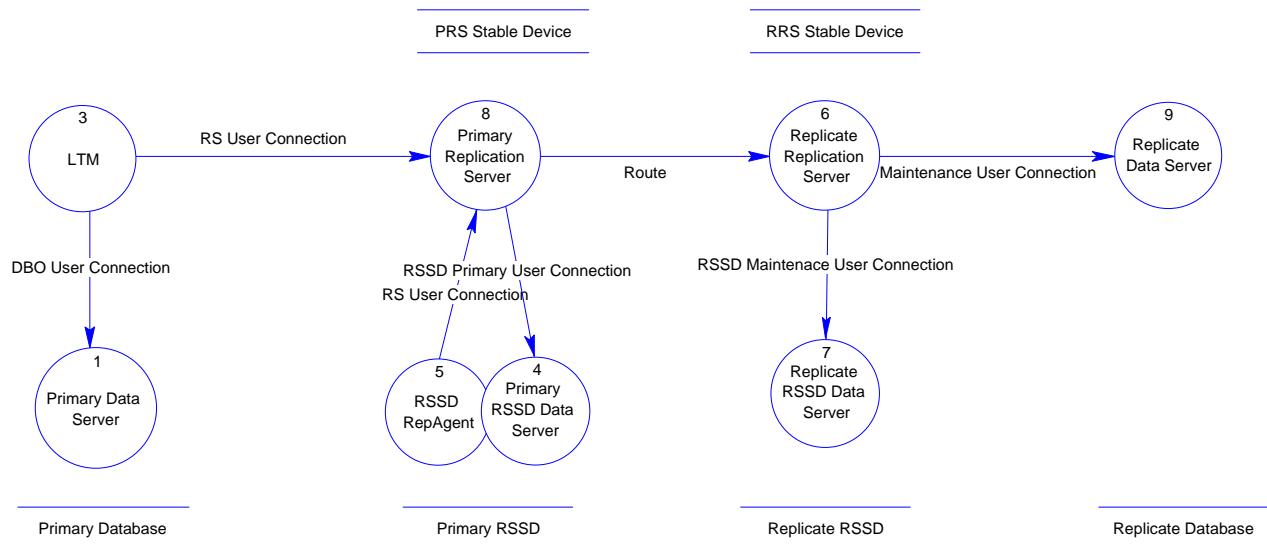 PRS Stable Device
RRS Stable Device
3
LTM
RS User Connection
8
Primary
Replication
Server
Route
6
Replicate
Replication
Server
Maintenance User Connection
9
Replicate
Data Server
DBO User Connection
RSSD Primary User Connection
RS User Connection
RSSD Maintenace User Connection
1
Primary Data
Server
5
RSSD
RepAgent
4
Primary
RSSD Data
Server
7
Replicate
RSSD Data
Server
Primary Database
Primary RSSD
Replicate RSSD
Replicate Database